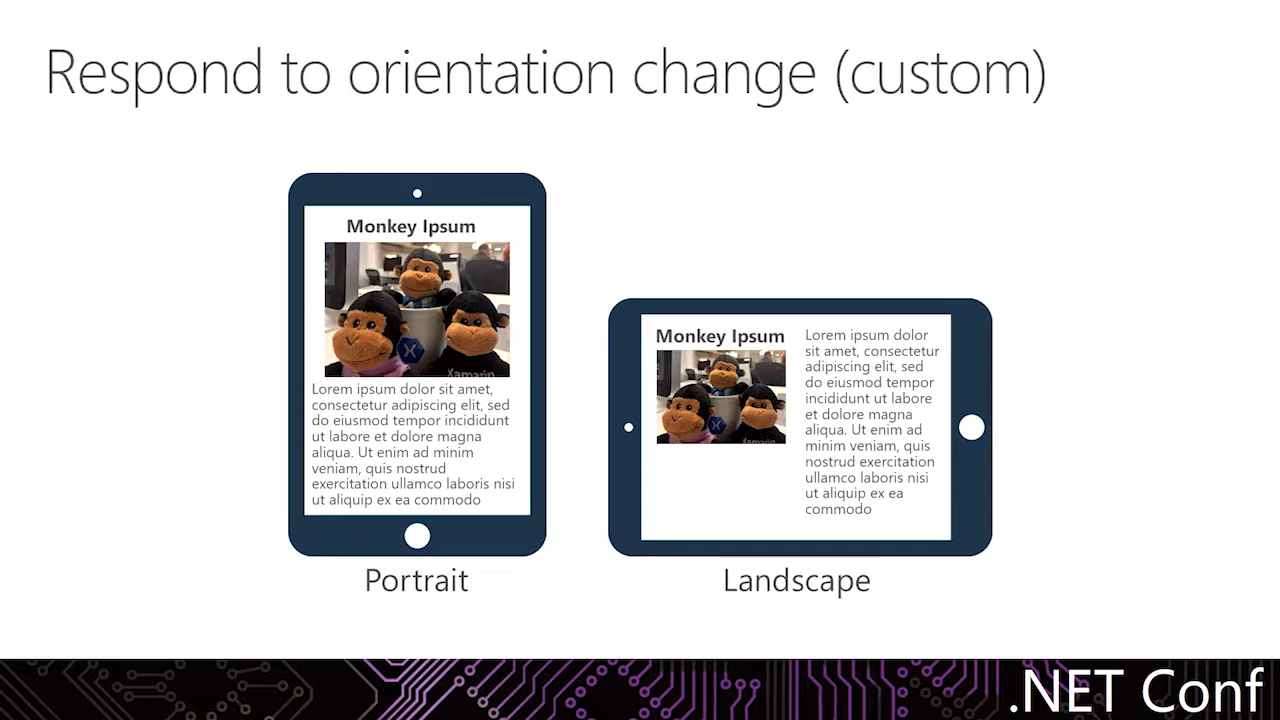 Respond to orientation change (custom)
Monkey Ipsum
Xamarin
Lorem ipsum dolor sit amet,
consectetur adipiscing elit, sed
do eiusmod tempor incididunt
ut labore et dolore magna
aliqua. Ut enim ad minim
veniam, quis nostrud
exercitation ullamco laboris nisi
ut aliquip ex ea commodo
Portrait
Monkey Ipsum
Xamarin
Lorem ipsum dolor
sit amet, consectetur
adipiscing elit, sed
do eiusmod tempor
incididunt ut labore
et dolore magna
aliqua. Ut enim ad
minim veniam, quis
nostrud exercitation
ullamco laboris nisi
ut aliquip ex ea
commodo
Landscape
.NET Conf